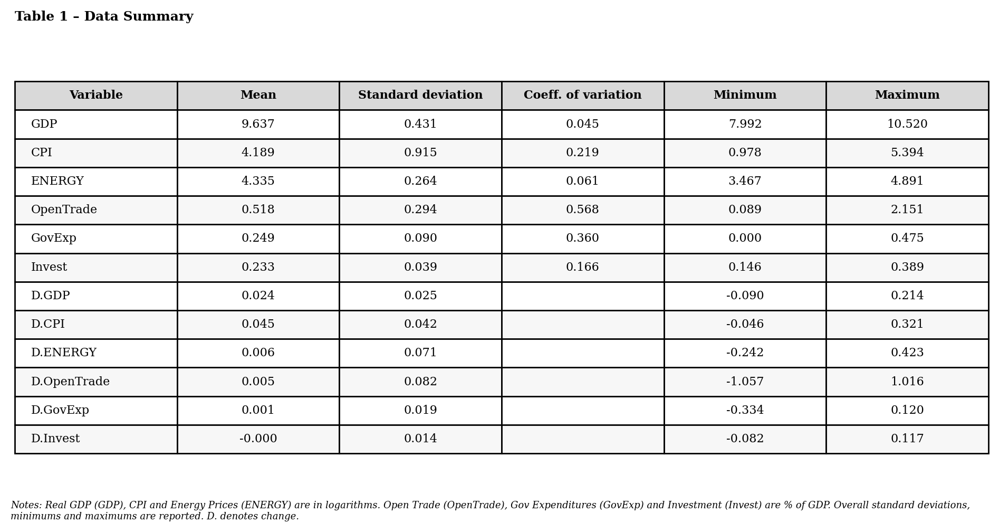 Table 1 – Data Summary
Variable Mean Standard deviation Coeff. of variation Minimum Maximum
GDP 9.637 0.431 0.045 7.992 10.520
CPI 4.189 0.915 0.219 0.978 5.394
ENERGY 4.335 0.264 0.061 3.467 4.891
OpenTrade 0.518 0.294 0.568 0.089 2.151
GovExp 0.249 0.090 0.360 0.000 0.475
Invest 0.233 0.039 0.166 0.146 0.389
D.GDP 0.024 0.025 -0.090 0.214
D.CPI 0.045 0.042 -0.046 0.321
D.ENERGY 0.006 0.071 -0.242 0.423
D.OpenTrade 0.005 0.082 -1.057 1.016
D.GovExp 0.001 0.019 -0.334 0.120
D.Invest -0.000 0.014 -0.082 0.117
Notes: Real GDP (GDP), CPI and Energy Prices (ENERGY) are in logarithms. Open Trade (OpenTrade), Gov Expenditures (GovExp) and Investment (Invest) are % of GDP. Overall standard deviations,
minimums and maximums are reported. D. denotes change.